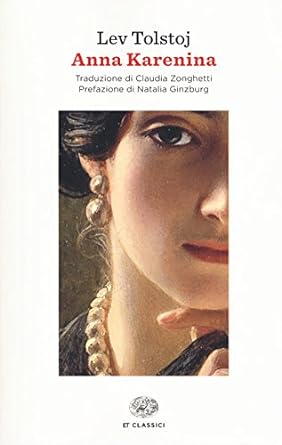 Lev Tolstoj
Anna Karenina
Traduzione di Claudia Zonghetti
Prefazione di Natalia Ginzburg
ET CLASSICI